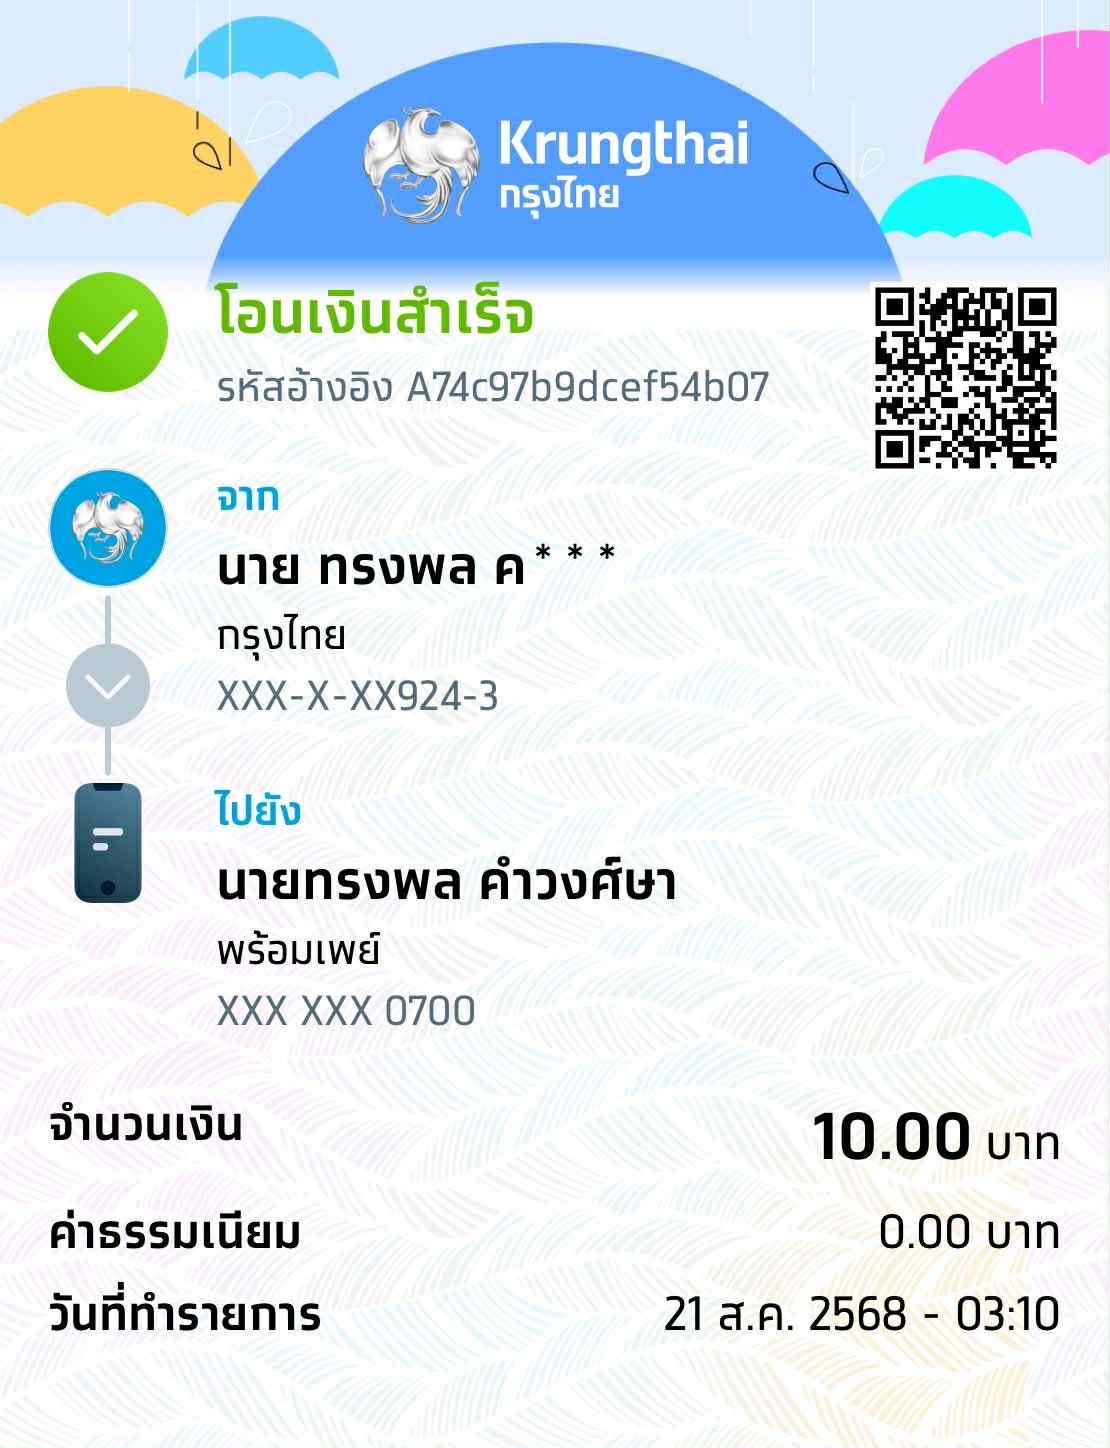 Krungthai
กรุงไทย
โอนเงินสำเร็จ
รหัสอ้างอิง A74c97b9dcef54b07
จาก
นาย ทรงพล ค***
กรุงไทย
XXX-X-XX924-3
ไปยัง
นายทรงพล คำวงศ์ษา
พร้อมเพย์
XXX XXX 0700
จำนวนเงิน 10.00 บาท
ค่าธรรมเนียม 0.00 บาท
วันที่ทำรายการ 21 ส.ค. 2568 - 03:10